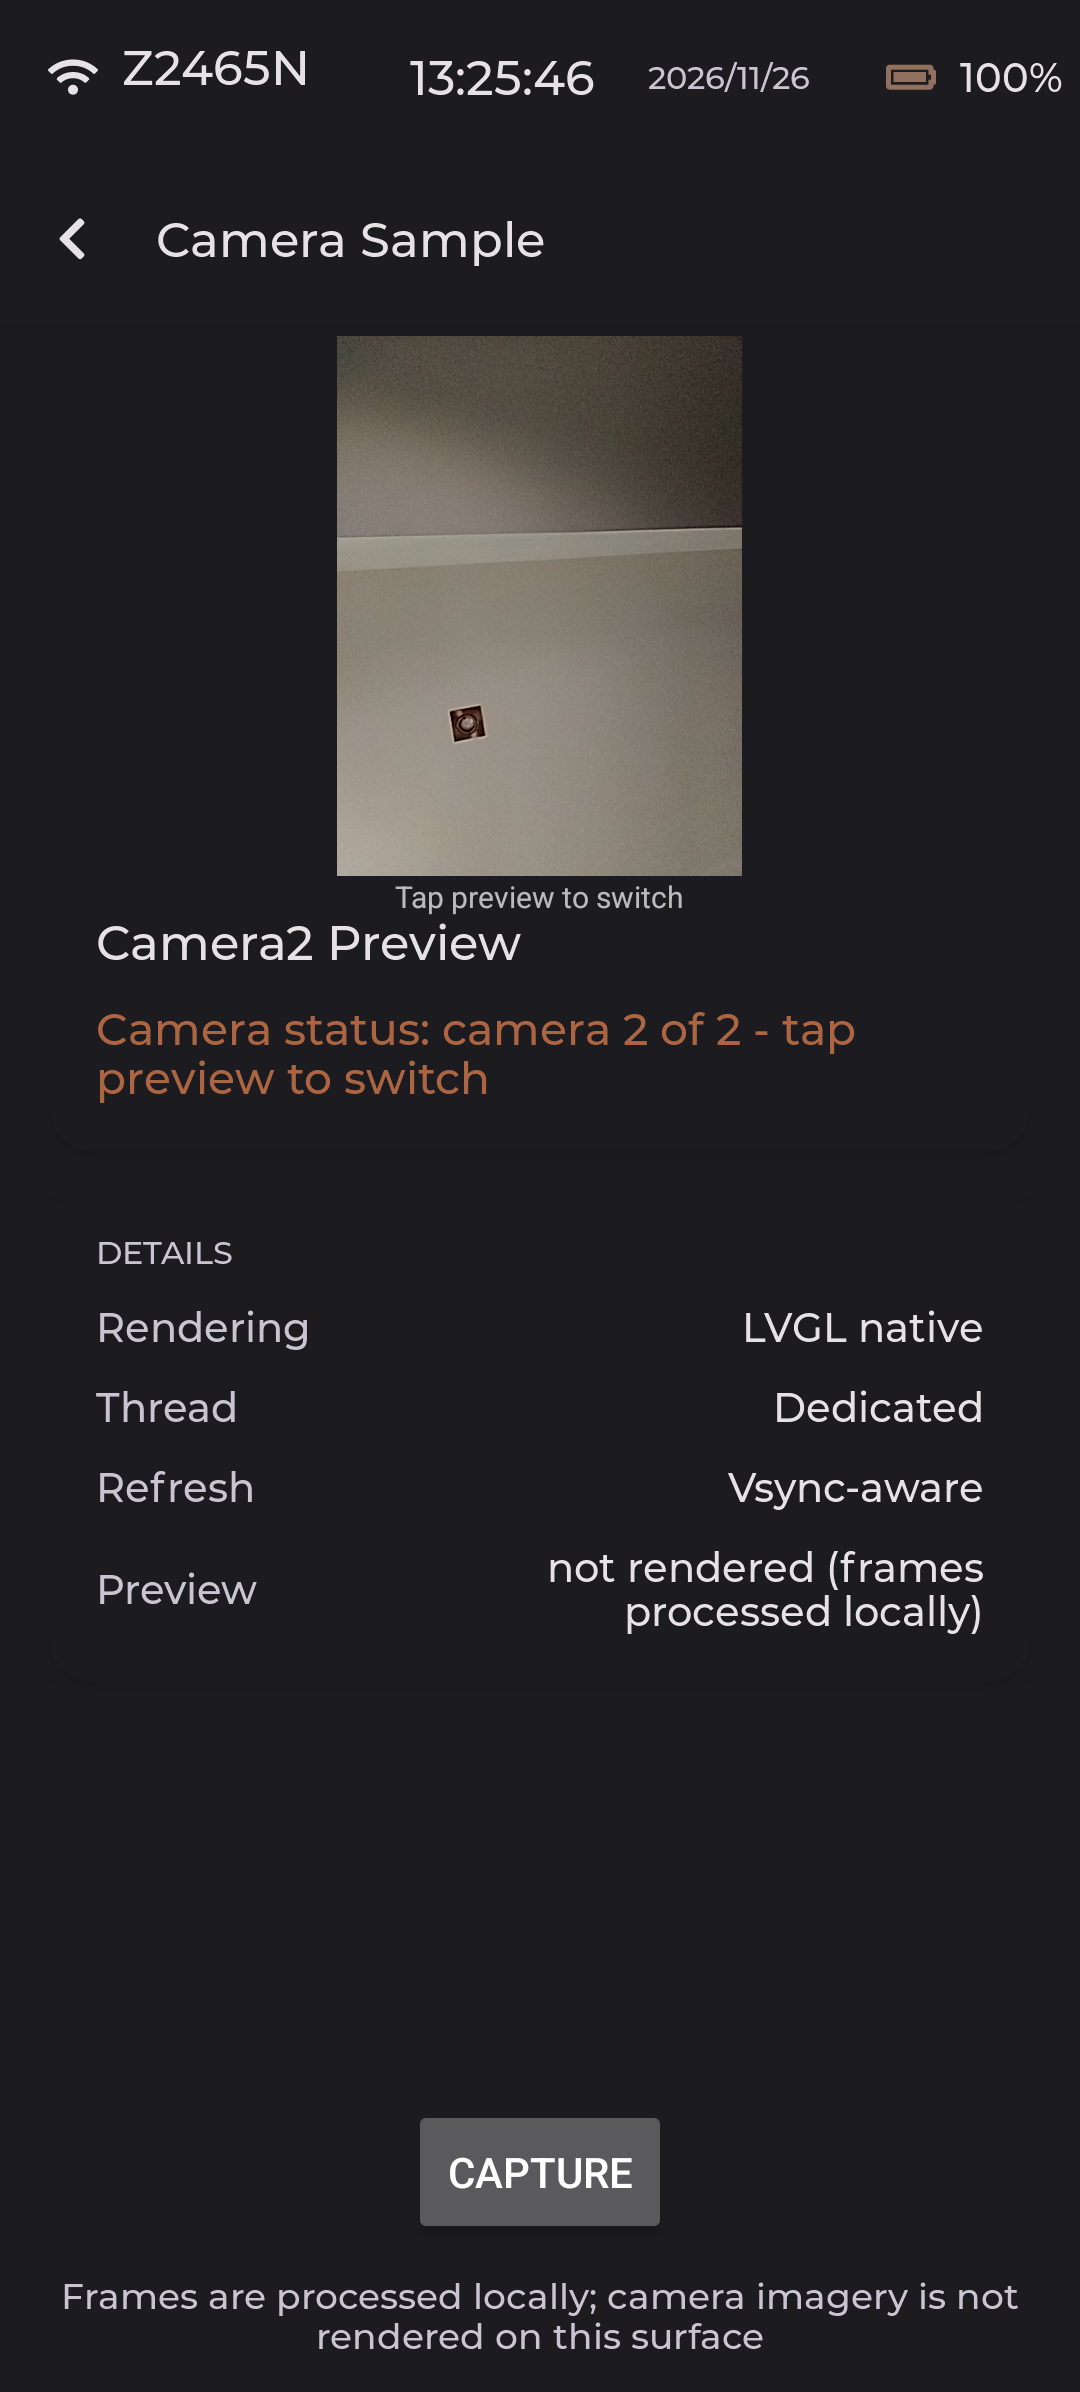 Z2465N
13:25:46
2026/11/26
100%
Camera Sample
Tap preview to switch
Camera2 Preview
Camera status: camera 2 of 2 - tap
preview to switch
DETAILS
Rendering
LVGL native
Thread
Dedicated
Refresh
Vsync-aware
Preview
not rendered (frames
processed locally)
CAPTURE
Frames are processed locally; camera imagery is not
rendered on this surface